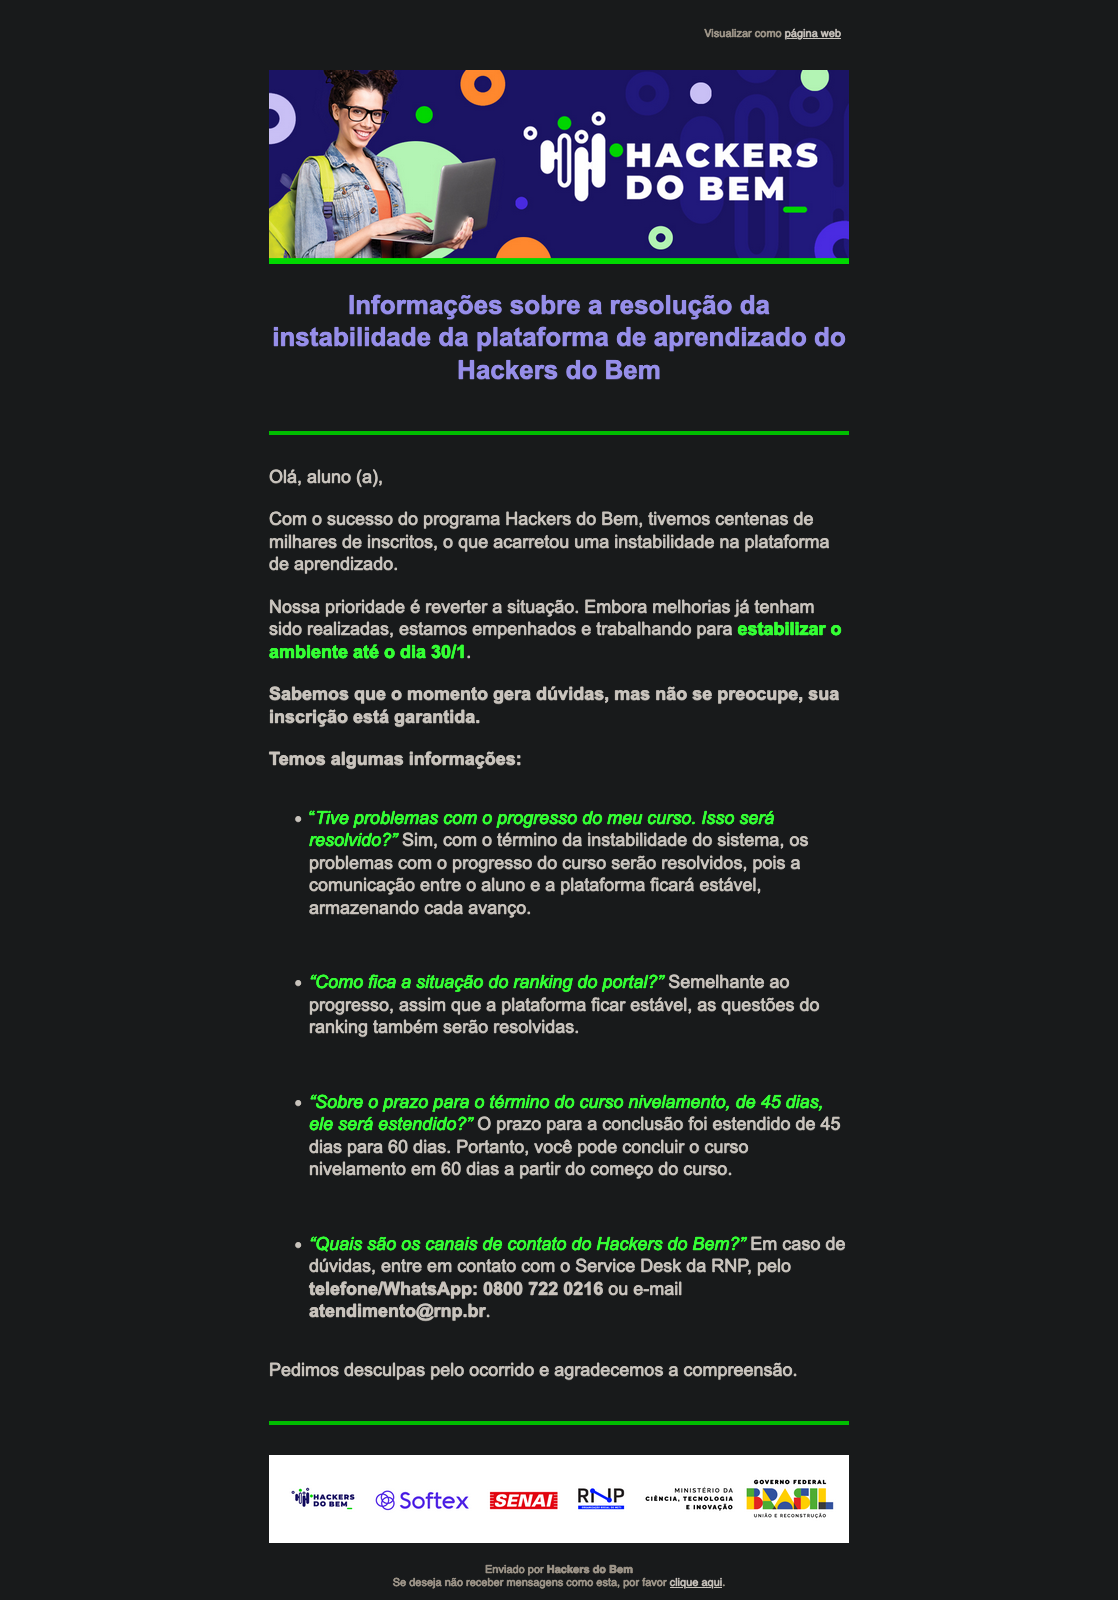 Visualizar como página web
HACKERS
DO BEM_
Informações sobre a resolução da
instabilidade da plataforma de aprendizado do
Hackers do Bem
Olá, aluno (a),
Com o sucesso do programa Hackers do Bem, tivemos centenas de
milhares de inscritos, o que acarretou uma instabilidade na plataforma
de aprendizado.
Nossa prioridade é reverter a situação. Embora melhorias já tenham
sido realizadas, estamos empenhados e trabalhando para estabilizar o
ambiente até o dia 30/1.
Sabemos que o momento gera dúvidas, mas não se preocupe, sua
inscrição está garantida.
Temos algumas informações:
• “Tive problemas com o progresso do meu curso. Isso será
resolvido?” Sim, com o término da instabilidade do sistema, os
problemas com o progresso do curso serão resolvidos, pois a
comunicação entre o aluno e a plataforma ficará estável,
armazenando cada avanço.
• “Como fica a situação do ranking do portal?” Semelhante ao
progresso, assim que a plataforma ficar estável, as questões do
ranking também serão resolvidas.
• “Sobre o prazo para o término do curso nivelamento, de 45 dias,
ele será estendido?” O prazo para a conclusão foi estendido de 45
dias para 60 dias. Portanto, você pode concluir o curso
nivelamento em 60 dias a partir do começo do curso.
• “Quais são os canais de contato do Hackers do Bem?” Em caso de
dúvidas, entre em contato com o Service Desk da RNP, pelo
telefone/WhatsApp: 0800 722 0216 ou e-mail
atendimento@rnp.br.
Pedimos desculpas pelo ocorrido e agradecemos a compreensão.
HACKERS
DO BEM_
Softex
SENAI
RNP
MINISTÉRIO DA
CIÊNCIA, TECNOLOGIA
E INOVAÇÃO
GOVERNO FEDERAL
BRASIL
UNIÃO E RECONSTRUÇÃO
Enviado por Hackers do Bem
Se deseja não receber mensagens como esta, por favor clique aqui.